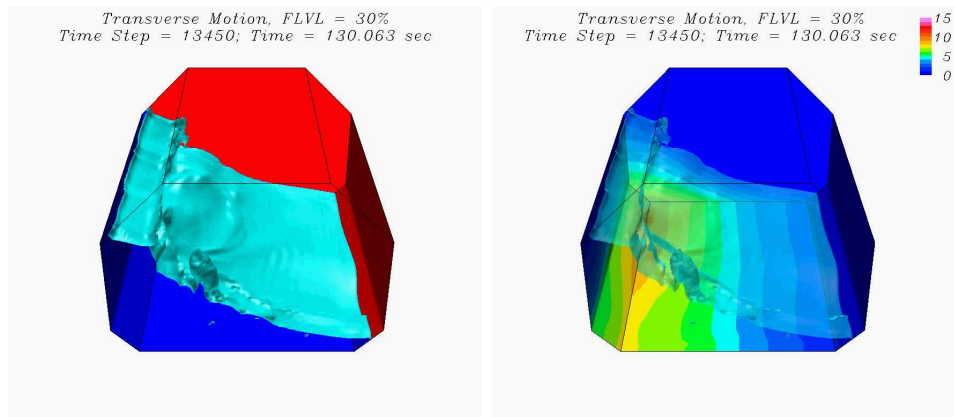 Transverse Motion, FLVL = 30%
Time Step = 13450; Time = 130.063 sec
Transverse Motion, FLVL = 30%
Time Step = 13450; Time = 130.063 sec
15
10
5
0